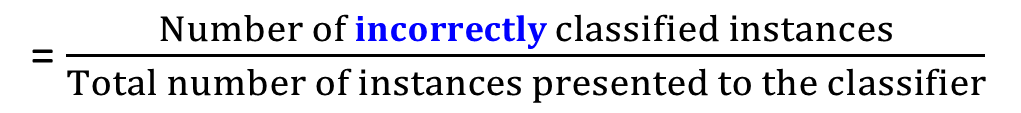 = Number of incorrectly classified instances
Total number of instances presented to the classifier